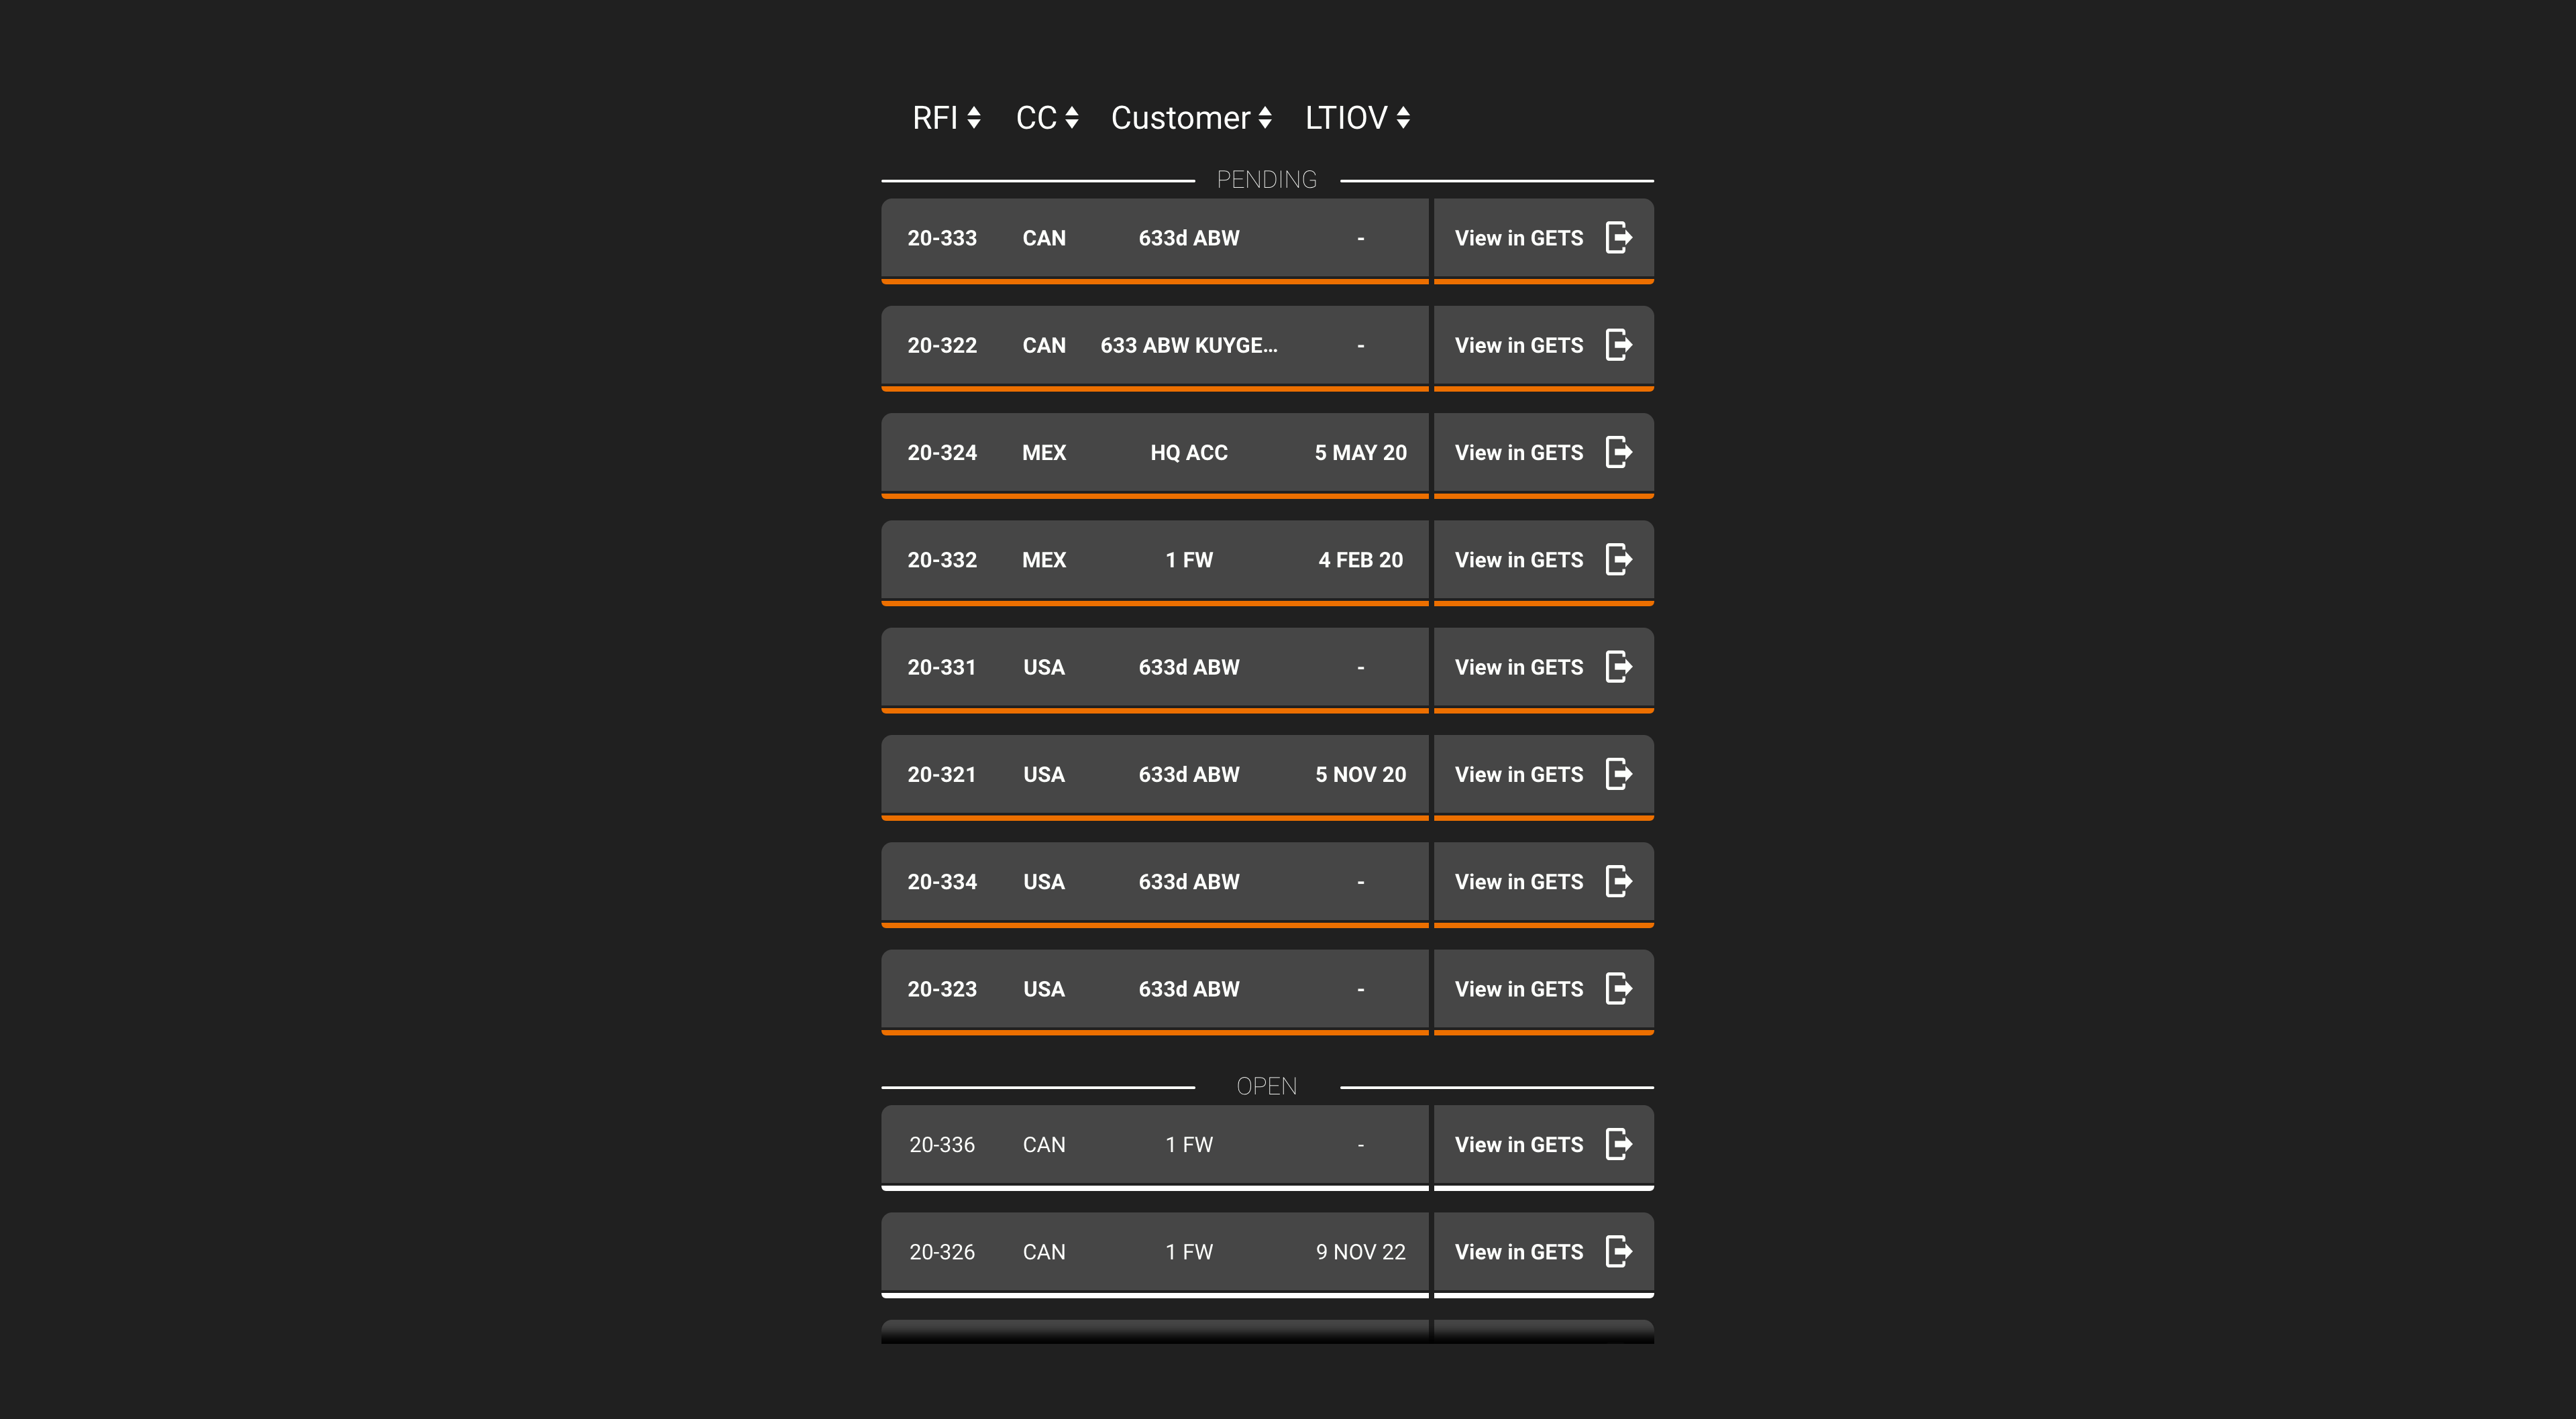 RFI CC Customer LTIOV
PENDING
20-333 CAN 633d ABW - View in GETS
20-322 CAN 633 ABW KUYGE... - View in GETS
20-324 MEX HQ ACC 5 MAY 20 View in GETS
20-332 MEX 1 FW 4 FEB 20 View in GETS
20-331 USA 633d ABW - View in GETS
20-321 USA 633d ABW 5 NOV 20 View in GETS
20-334 USA 633d ABW - View in GETS
20-323 USA 633d ABW - View in GETS
OPEN
20-336 CAN 1 FW - View in GETS
20-326 CAN 1 FW 9 NOV 22 View in GETS